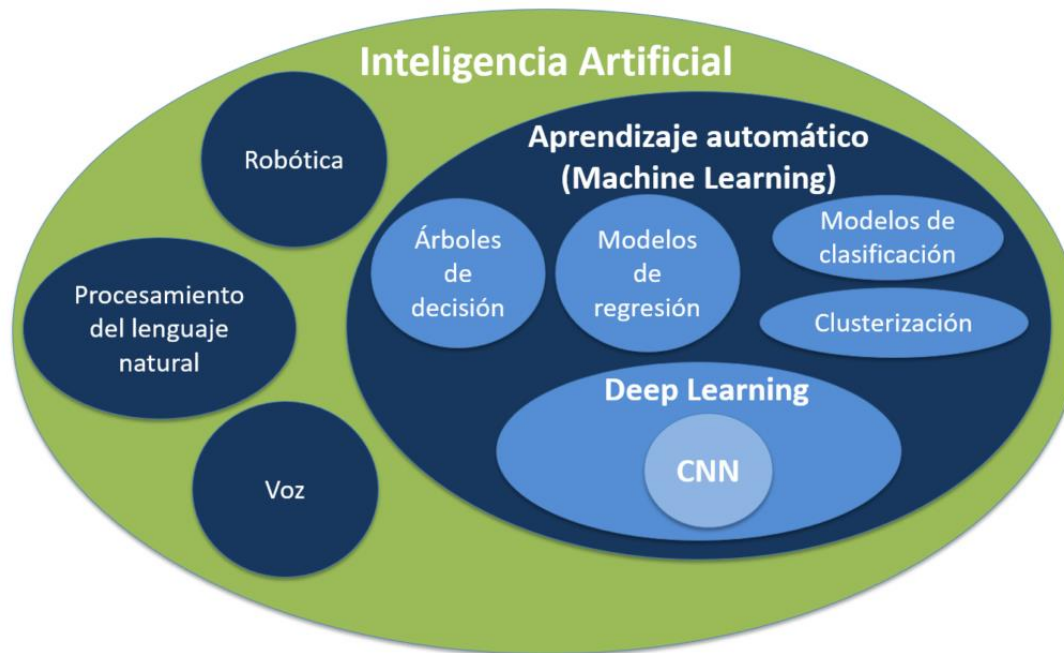 Inteligencia Artificial
Robótica
Procesamiento
del lenguaje
natural
Voz
Aprendizaje automático
(Machine Learning)
Árboles
de
decisión
Modelos
de
regresión
Modelos de
clasificación
Clusterización
Deep Learning
CNN